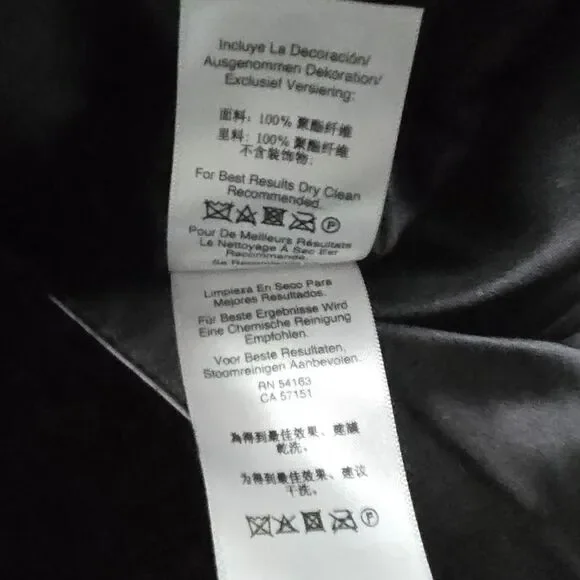 Incluye La Decoración/
Ausgenommen Dekoration/
Exclusief Versiering:
面料: 100% 聚酯纤维
里料: 100% 聚酯纤维
不含装饰物:
For Best Results Dry Clean
Recommended.
P
Pour De Meilleurs Résultats
Le Nettoyage À Sec Est
Recommandé.
Se Recomienda
Limpieza En Seco Para
Mejores Resultados.
Für Beste Ergebnisse Wird
Eine Chemische Reinigung
Empfohlen.
Voor Beste Resultaten,
Stoomreinigen Aanbevolen.
RN 54163
CA 57151
為得到最佳效果、建議
乾洗。
为得到最佳效果、建议
干洗。
P